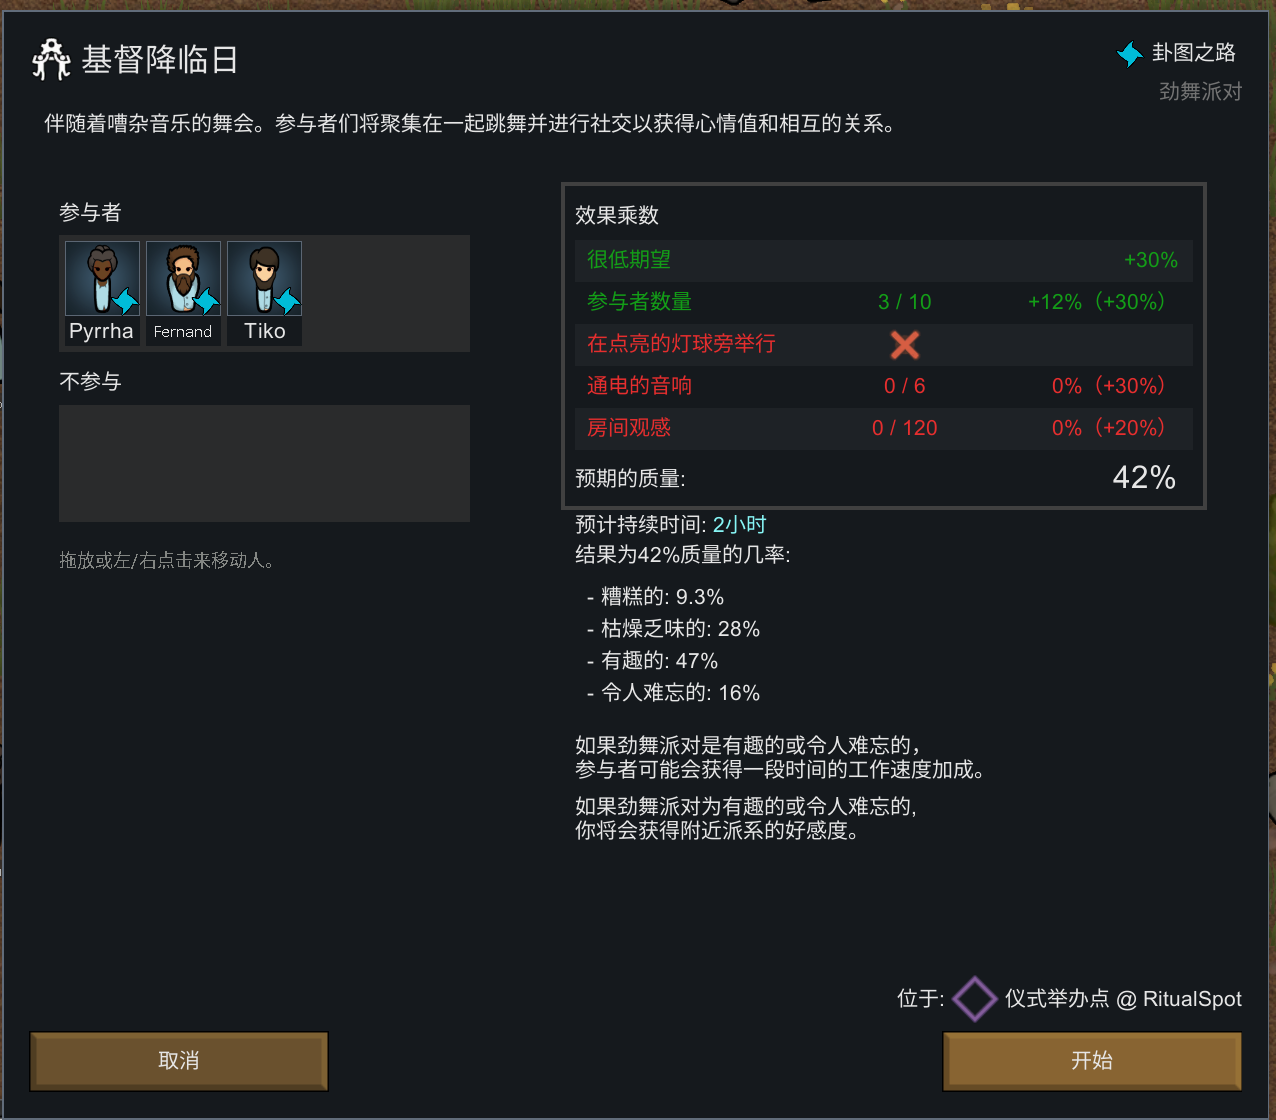 基督降临日
卦图之路
劲舞派对
伴随着嘈杂音乐的舞会。参与者们将聚集在一起跳舞并进行社交以获得心情值和相互的关系。
参与者
Pyrrha
Fernand
Tiko
不参与
拖放或左/右点击来移动人。
效果乘数
很低期望 +30%
参与者数量 3 / 10 +12%（+30%）
在点亮的灯球旁举行
通电的音响 0 / 6 0%（+30%）
房间观感 0 / 120 0%（+20%）
预期的质量: 42%
预计持续时间: 2小时
结果为42%质量的几率:
- 糟糕的: 9.3%
- 枯燥乏味的: 28%
- 有趣的: 47%
- 令人难忘的: 16%
如果劲舞派对是有趣的或令人难忘的，
参与者可能会获得一段时间的工作速度加成。
如果劲舞派对为有趣的或令人难忘的,
你将会获得附近派系的好感度。
位于: 仪式举办点 @ RitualSpot
取消
开始